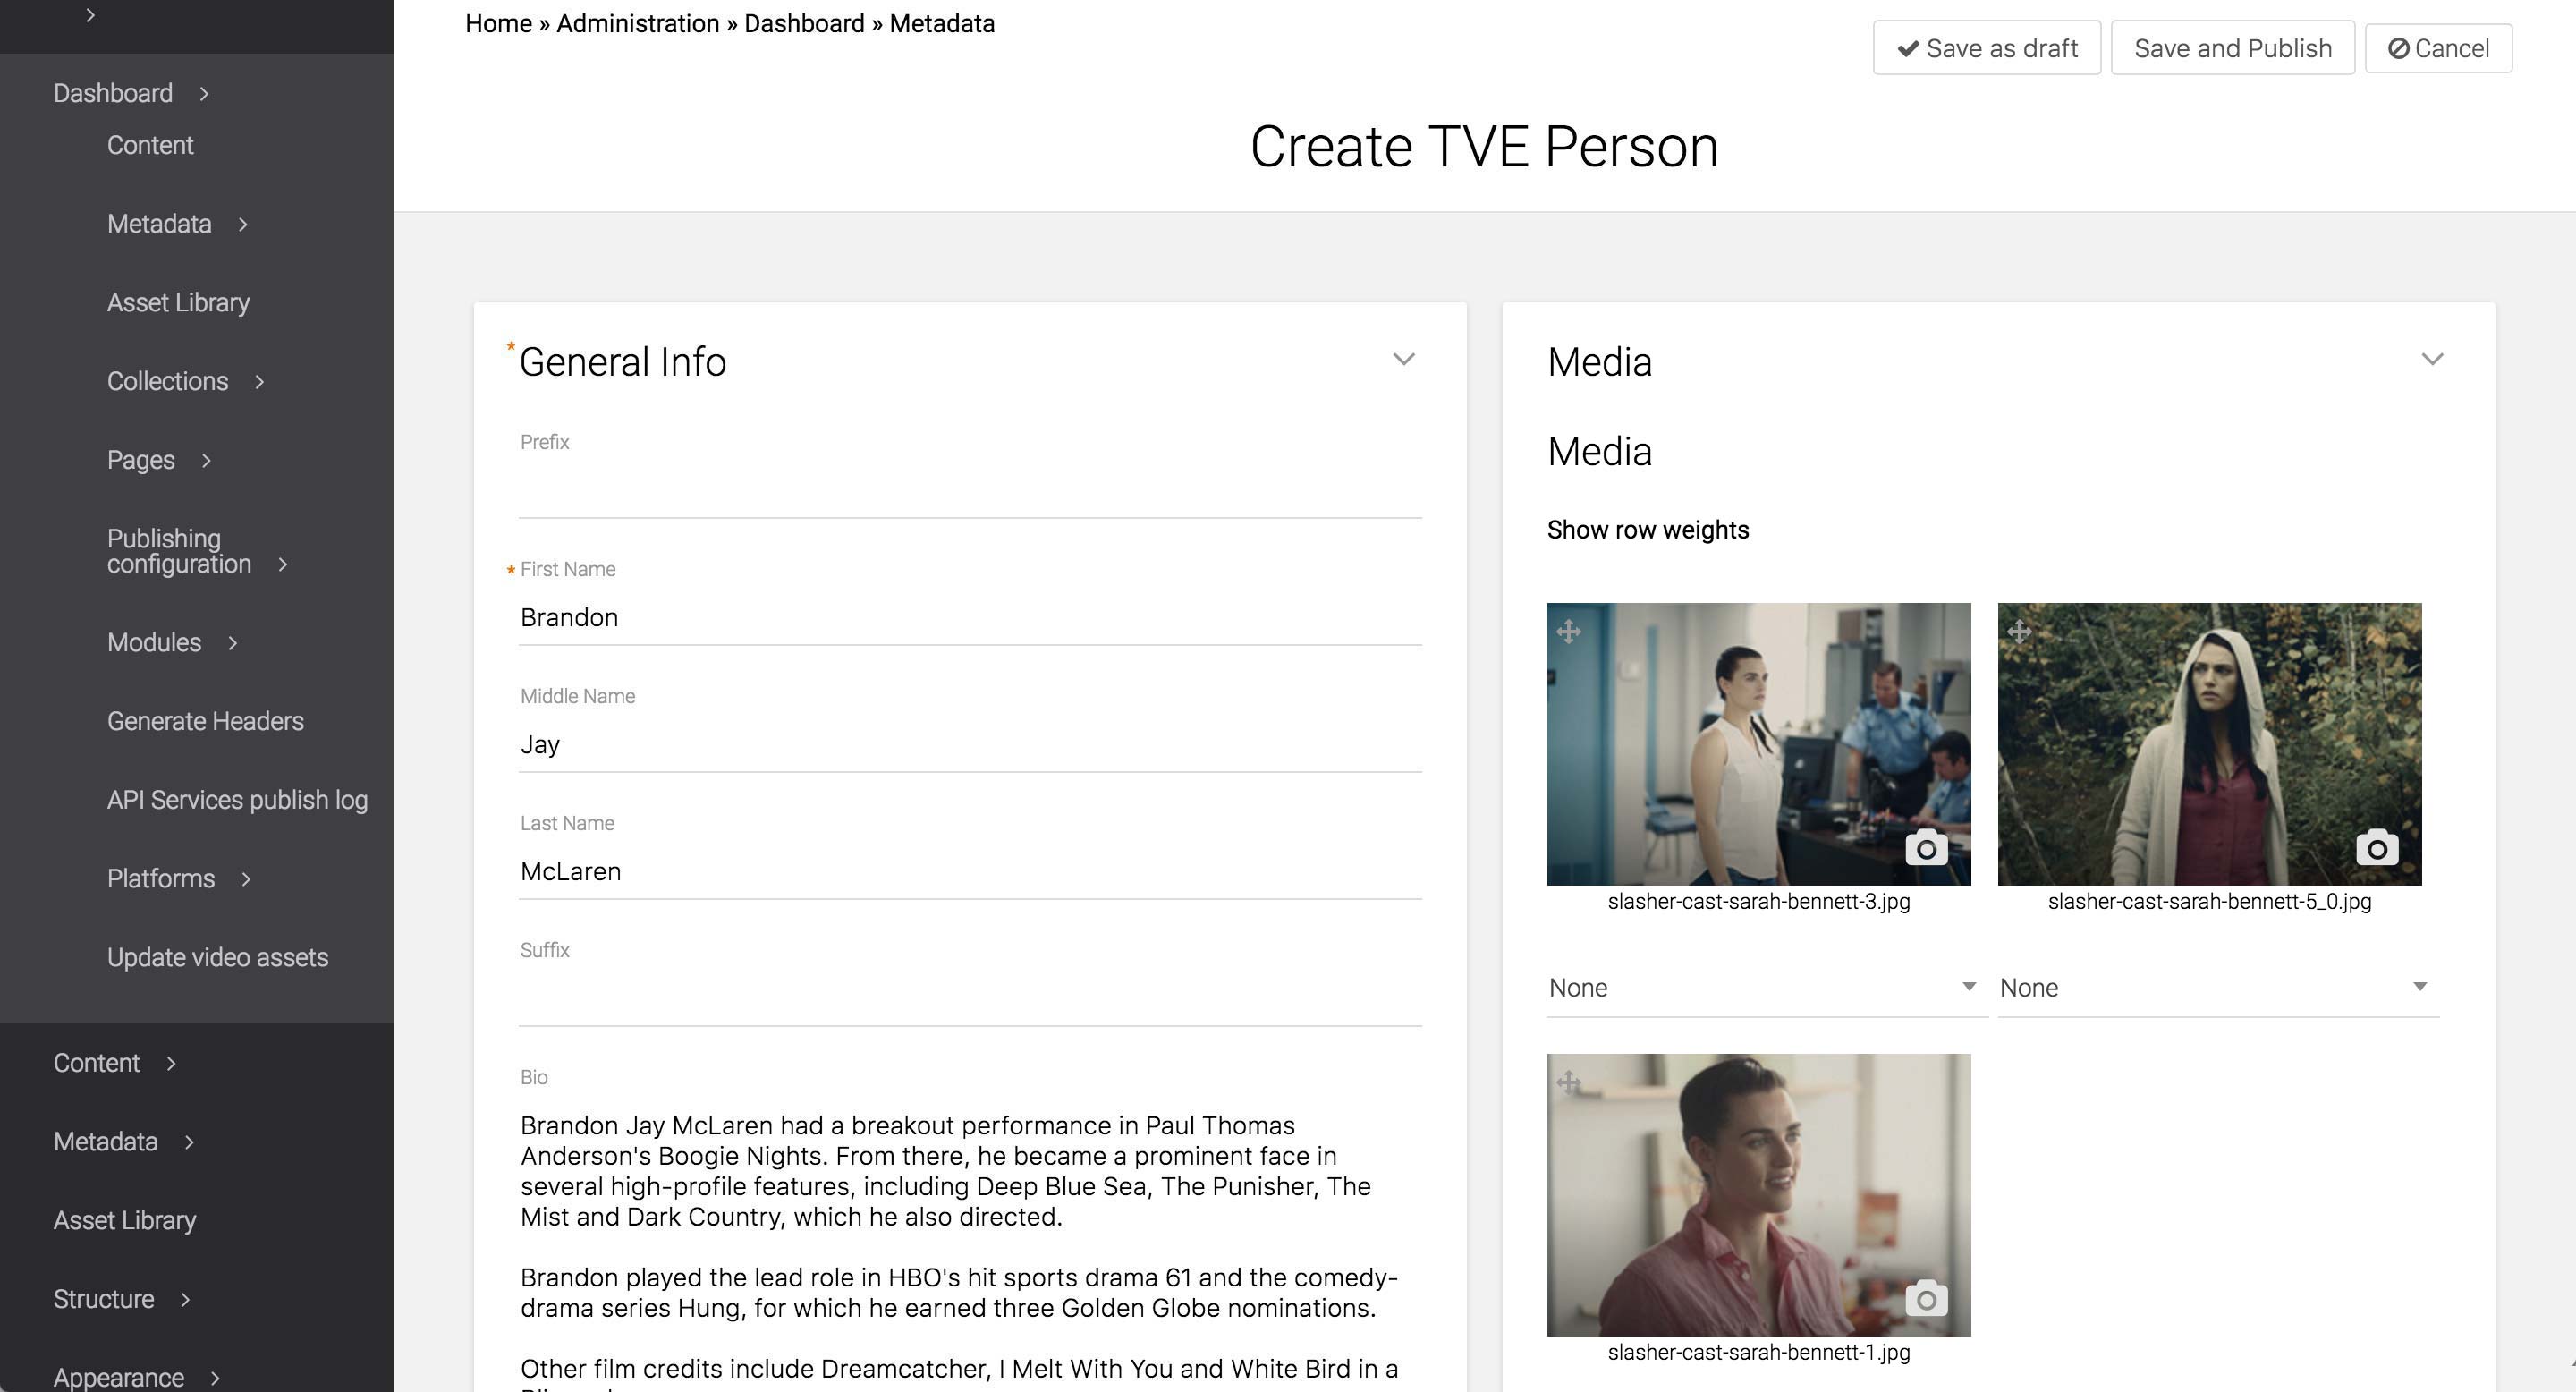 Dashboard
Content
Metadata
Asset Library
Collections
Pages
Publishing
configuration
Modules
Generate Headers
API Services publish log
Platforms
Update video assets
Content
Metadata
Asset Library
Structure
Appearance
Home » Administration » Dashboard » Metadata
Save as draft
Save and Publish
Cancel
Create TVE Person
* General Info
Prefix
* First Name
Brandon
Middle Name
Jay
Last Name
McLaren
Suffix
Bio
Brandon Jay McLaren had a breakout performance in Paul Thomas
Anderson's Boogie Nights. From there, he became a prominent face in
several high-profile features, including Deep Blue Sea, The Punisher, The
Mist and Dark Country, which he also directed.
Brandon played the lead role in HBO's hit sports drama 61 and the comedy-
drama series Hung, for which he earned three Golden Globe nominations.
Other film credits include Dreamcatcher, I Melt With You and White Bird in a
Media
Media
Show row weights
slasher-cast-sarah-bennett-3.jpg
slasher-cast-sarah-bennett-5_0.jpg
None
None
slasher-cast-sarah-bennett-1.jpg